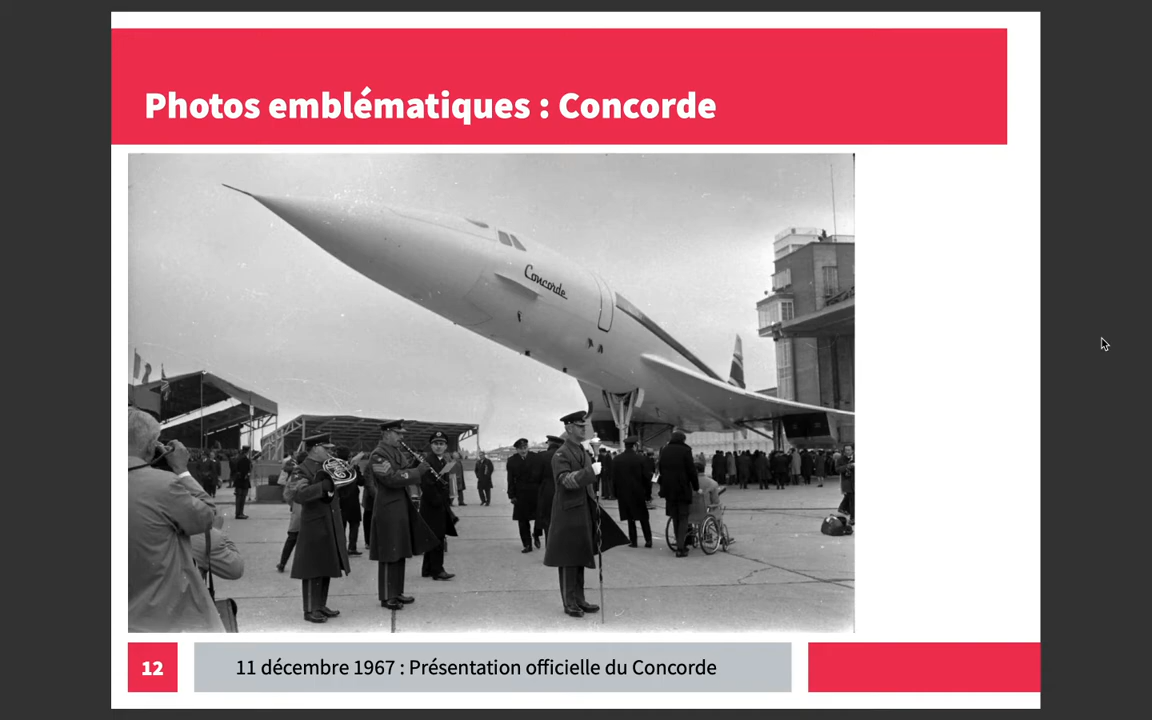 Photos emblématiques : Concorde
Concorde
12
11 décembre 1967 : Présentation officielle du Concorde